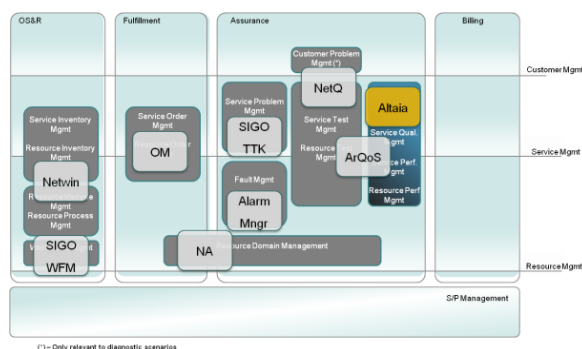 OS&R
Fulfillment
Assurance
Billing
Customer Problem
Mgmt (*)
NetQ
Customer Mgmt
Service Inventory
Mgmt
Resource Inventory
Mgmt
Netwin
Resource Process
Mgmt
SIGO
WFM
Service Order
Mgmt
OM
Service Problem
Mgmt
SIGO
TTK
Service Test
Mgmt
Altaia
Service Qual.
Mgmt
ArQoS
Service Perf.
Mgmt
Resource Perf
Mgmt
Service Mgmt
Fault Mgmt
Alarm
Mngr
NA
Resource Domain Management
Resource Mgmt
S/P Management
(*) – Only relevant to diagnostic scenarios